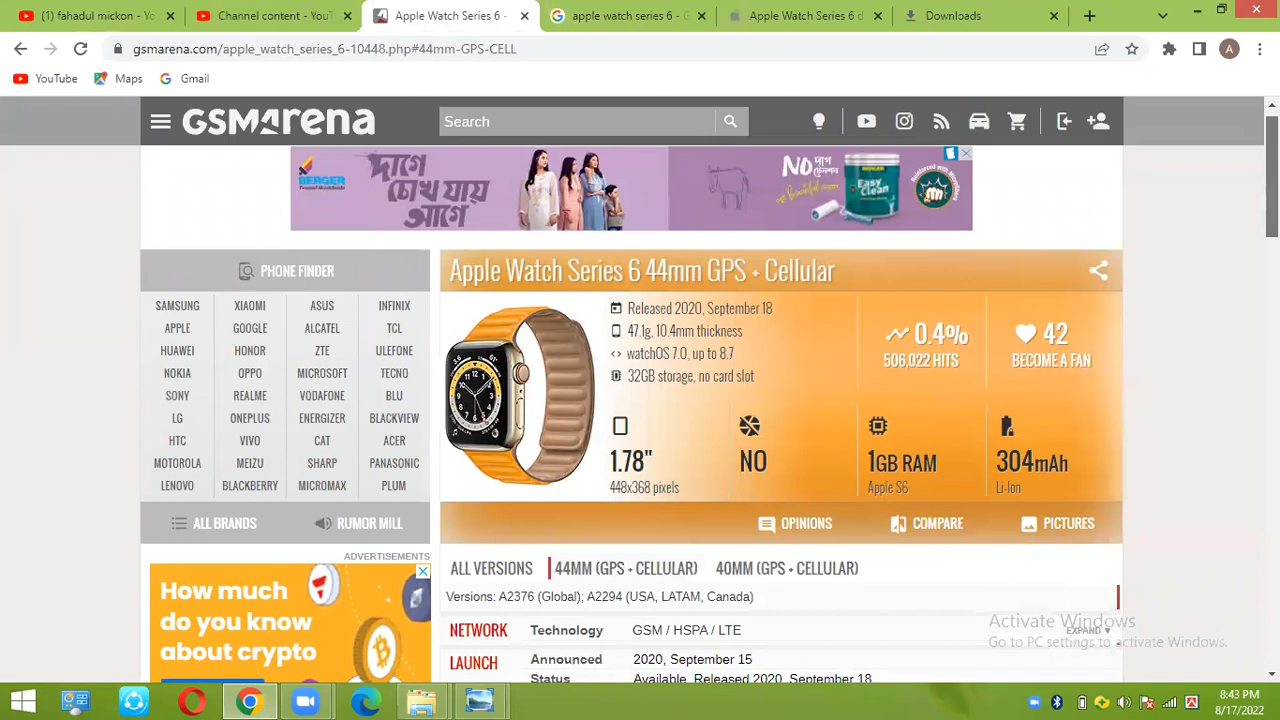 (1) fahadul mickon - Yo
Channel content - YouT
Apple Watch Series 6 -
apple watch series 6 - G
Apple Watch Series 6 d
Downloads
gsmarena.com/apple_watch_series_6-10448.php#44mm-GPS-CELL
A
YouTube
Maps
Gmail
GSMArena
Search
BERGER
দাগে
চোখ যায়
আগে
NO দাগ
টেনশন
Easy
Clean
PHONE FINDER
SAMSUNG XIAOMI ASUS INFINIX
APPLE GOOGLE ALCATEL TCL
HUAWEI HONOR ZTE ULEFONE
NOKIA OPPO MICROSOFT TECNO
SONY REALME VODAFONE BLU
LG ONEPLUS ENERGIZER BLACKVIEW
HTC VIVO CAT ACER
MOTOROLA MEIZU SHARP PANASONIC
LENOVO BLACKBERRY MICROMAX PLUM
ALL BRANDS
RUMOR MILL
Apple Watch Series 6 44mm GPS + Cellular
Released 2020, September 18
47.1g, 10.4mm thickness
watchOS 7.0, up to 8.7
32GB storage, no card slot
0.4%
506,022 HITS
42
BECOME A FAN
1.78"
448x368 pixels
NO
1GB RAM
Apple S6
304mAh
Li-Ion
OPINIONS
COMPARE
PICTURES
ADVERTISEMENTS
How much
do you know
about crypto
ALL VERSIONS
44MM (GPS + CELLULAR)
40MM (GPS + CELLULAR)
Versions: A2376 (Global); A2294 (USA, LATAM, Canada)
NETWORK Technology GSM / HSPA / LTE
EXPAND ▼
LAUNCH Announced 2020, September 15
Status Available. Released 2020, September 18
Activate Windows
Go to PC settings to activate Windows.
8:43 PM
8/17/2022